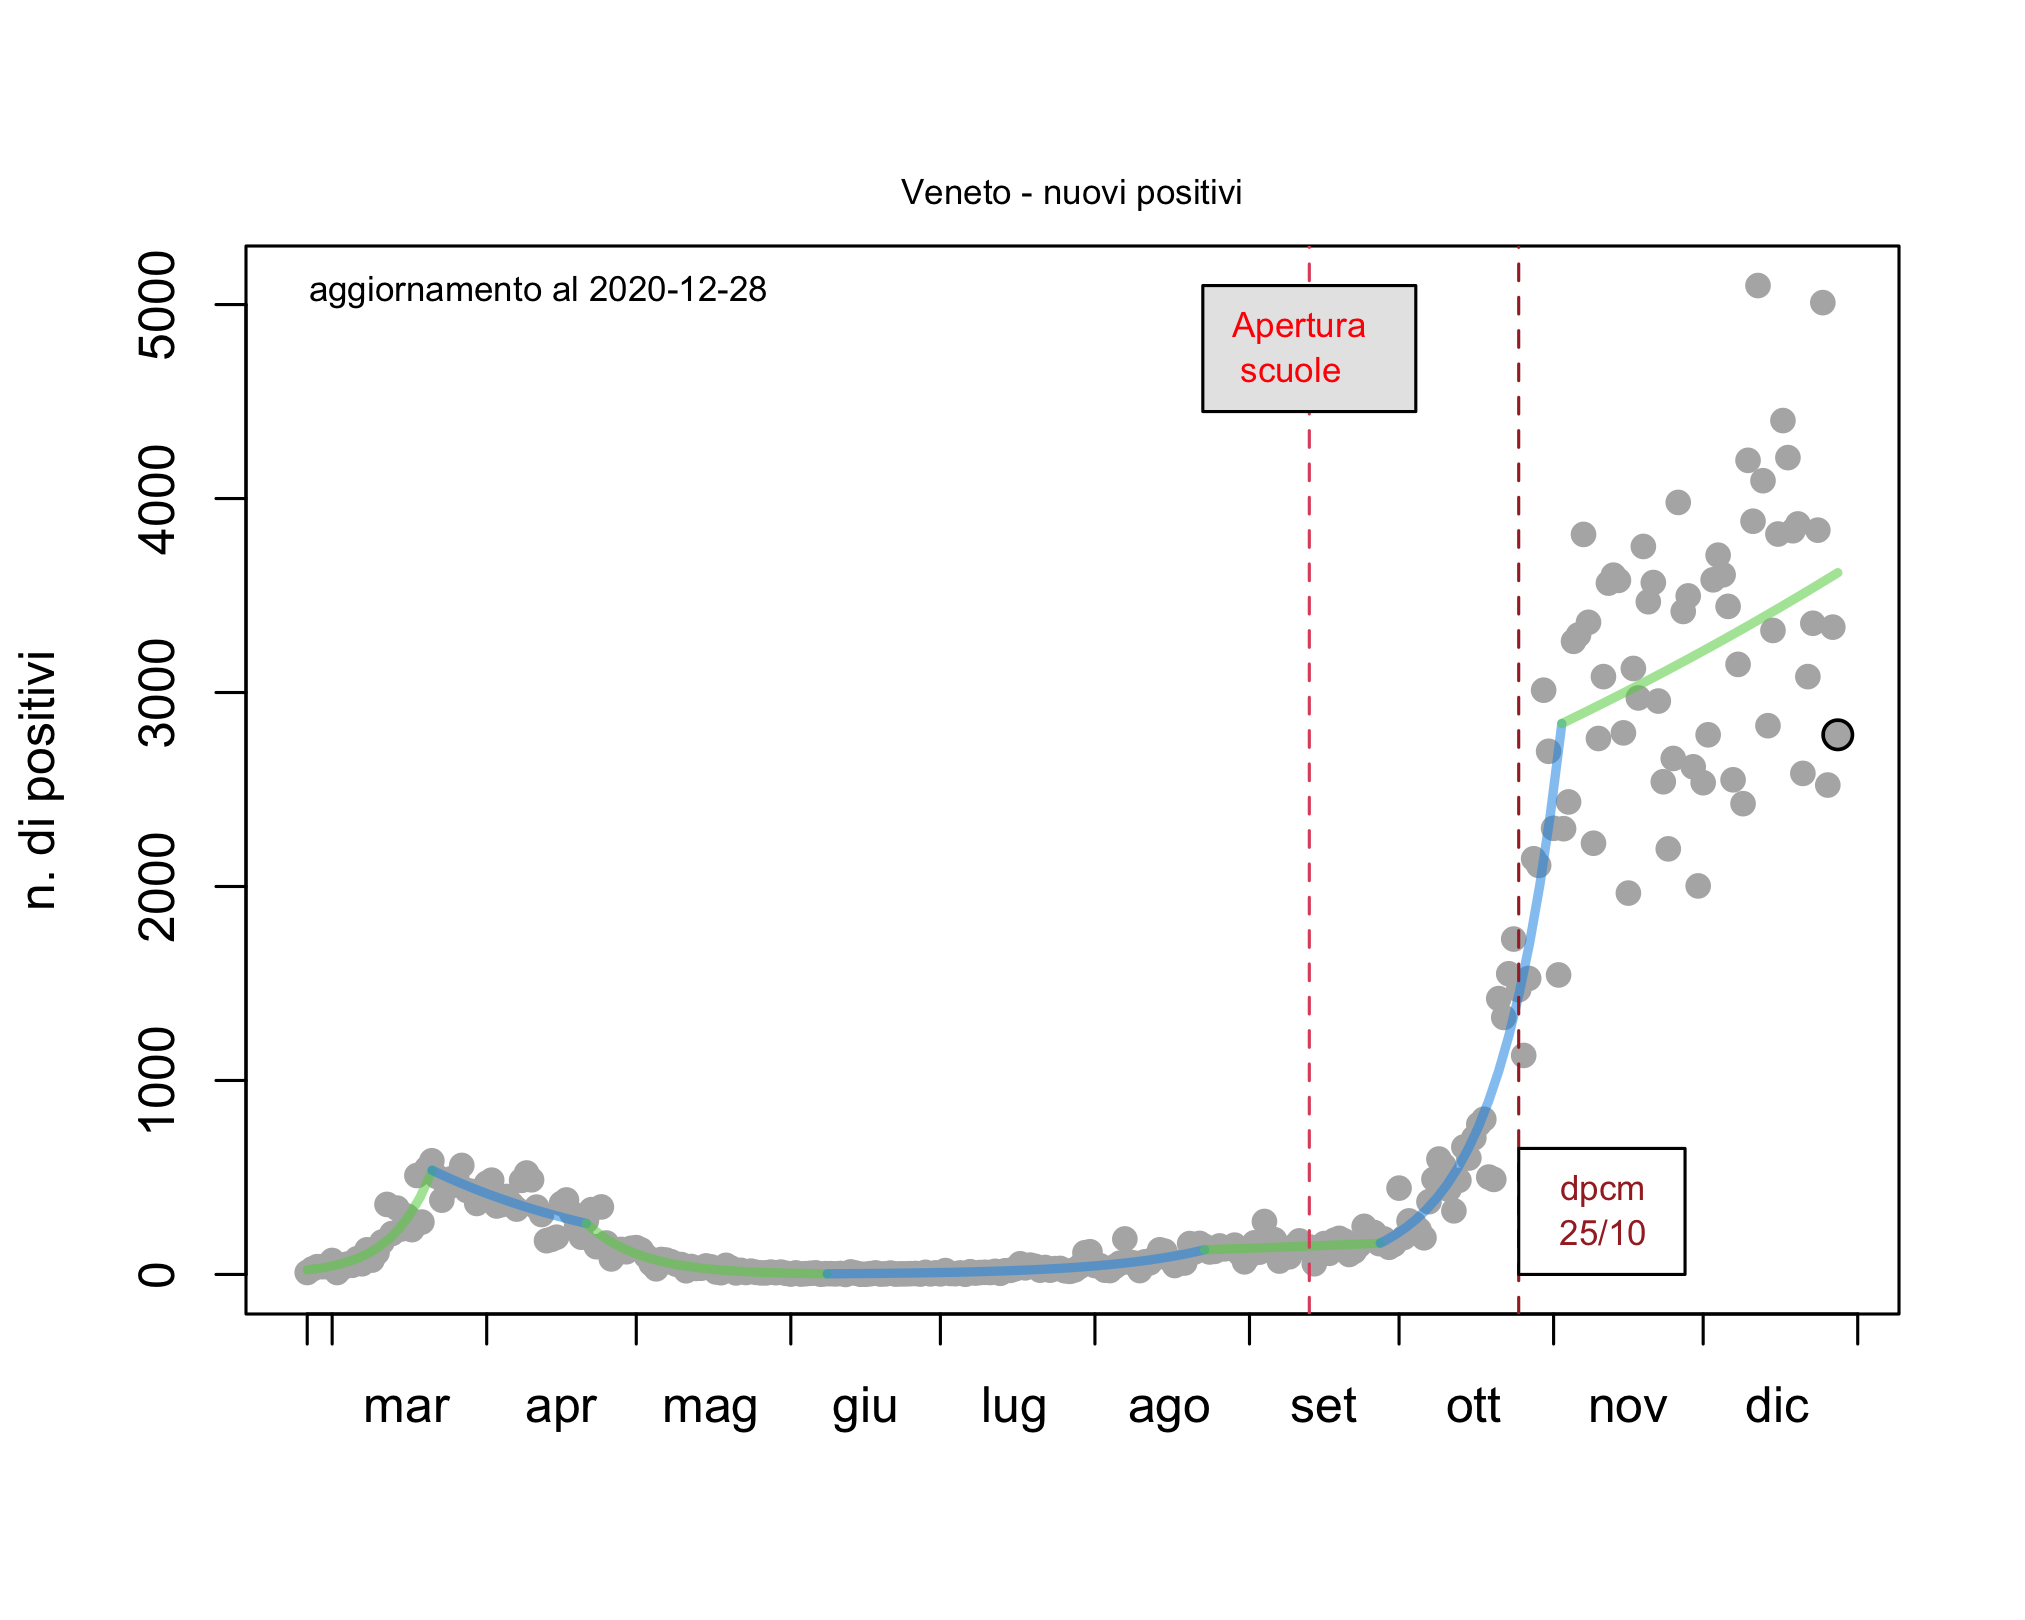 Veneto - nuovi positivi
aggiornamento al 2020-12-28
Apertura
scuole
dpcm
25/10
n. di positivi
5000
4000
3000
2000
1000
0
mar apr mag giu lug ago set ott nov dic